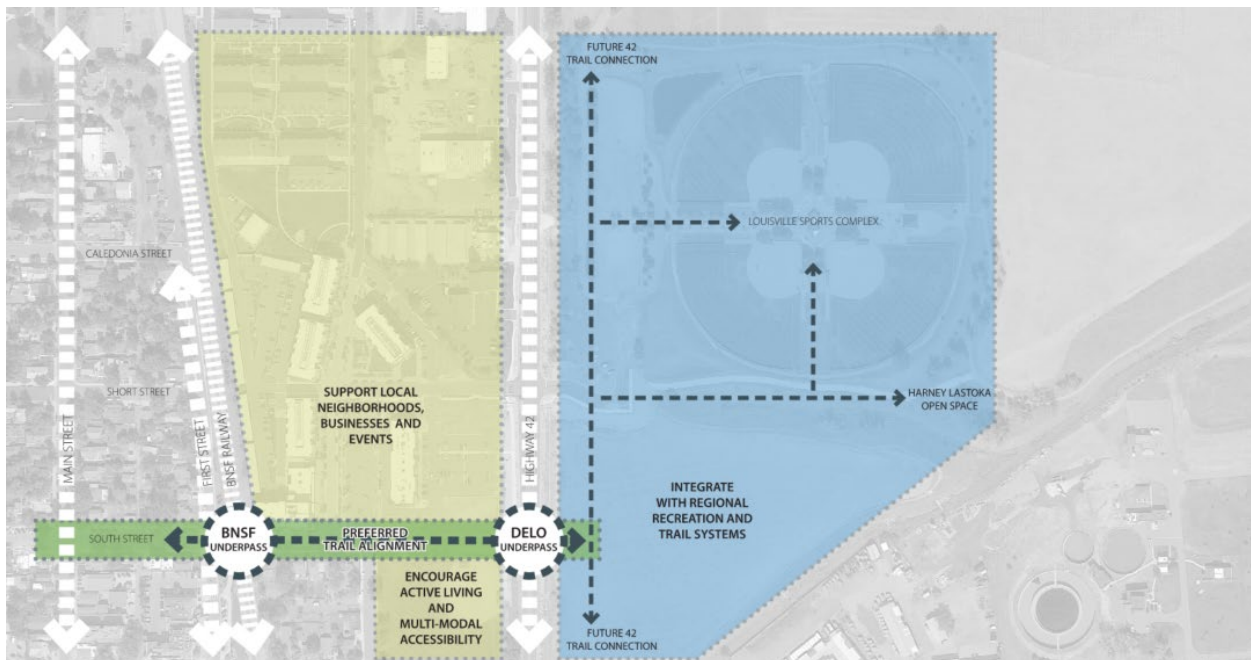 FUTURE 42
TRAIL CONNECTION
LOUISVILLE SPORTS COMPLEX
CALEDONIA STREET
SHORT STREET
MAIN STREET
FIRST STREET
BNSF RAILWAY
SUPPORT LOCAL
NEIGHBORHOODS,
BUSINESSES AND
EVENTS
HIGHWAY 42
HARNEY LASTOKA
OPEN SPACE
INTEGRATE
WITH REGIONAL
RECREATION AND
TRAIL SYSTEMS
SOUTH STREET
BNSF
UNDERPASS
PREFERRED
TRAIL ALIGNMENT
DELO
UNDERPASS
ENCOURAGE
ACTIVE LIVING
AND
MULTI-MODAL
ACCESSIBILITY
FUTURE 42
TRAIL CONNECTION